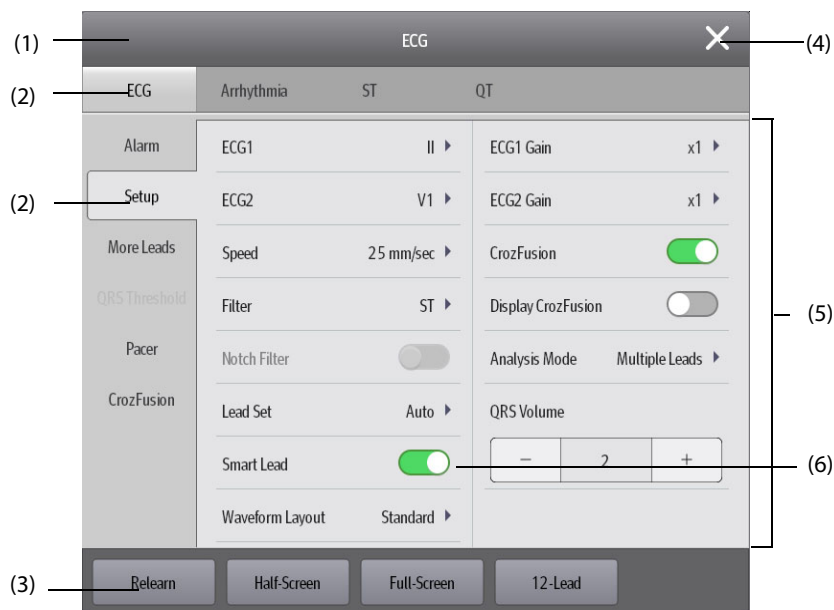 (1) ECG (4)
(2) ECG Arrhythmia ST QT
Alarm ECG1 II ECG1 Gain x1
(2) Setup ECG2 V1 ECG2 Gain x1
More Leads Speed 25 mm/sec CrozFusion
QRS Threshold Filter ST Display CrozFusion (5)
Pacer Notch Filter Analysis Mode Multiple Leads
CrozFusion Lead Set Auto QRS Volume
Smart Lead − 2 + (6)
Waveform Layout Standard
(3) Relearn Half-Screen Full-Screen 12-Lead